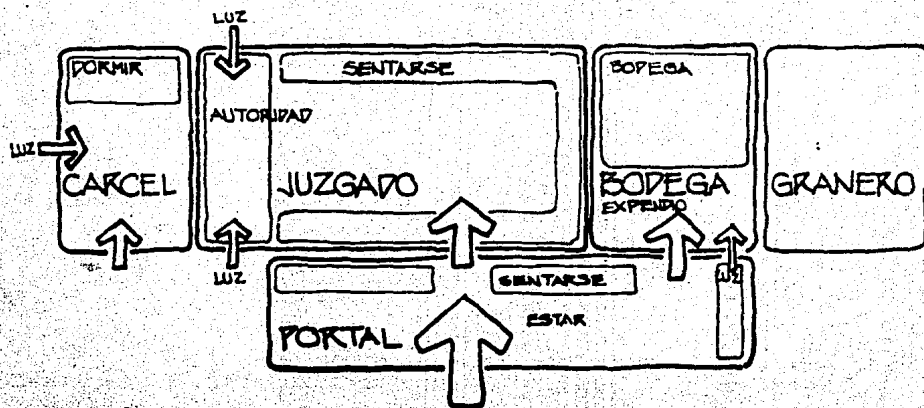 LUZ
DORMIR
SENTARSE
BODEGA
AUTORIDAD
LUZ
CARCEL
JUZGADO
BODEGA
EXPENDIO
GRANERO
LUZ
LUZ
SENTARSE
ESTAR
PORTAL